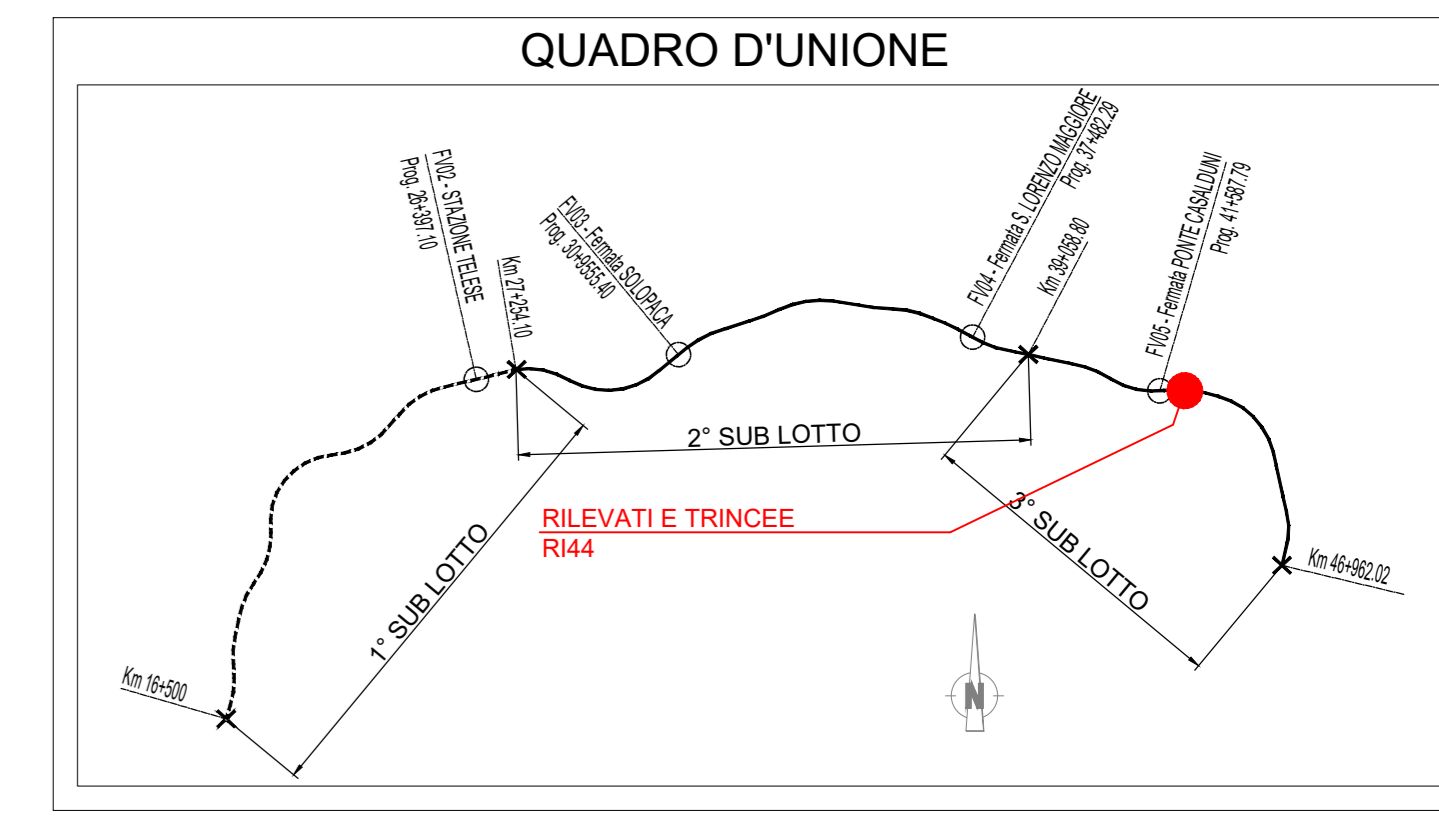 QUADRO D'UNIONE
FV02 - STAZIONE TELESE
Prog. 26+397.10
Km 27+254.10
FV03 - Fermata SOLOPACA
Prog. 30+9555.40
FV04 - Fermata S. LORENZO MAGGIORE
Prog. 37+482.29
Km 39+058.80
FV05 - Fermata PONTE CASALDUNI
Prog. 41+587.79
2° SUB LOTTO
RILEVATI E TRINCEE
RI44
3° SUB LOTTO
1° SUB LOTTO
Km 46+962.02
Km 16+500
N